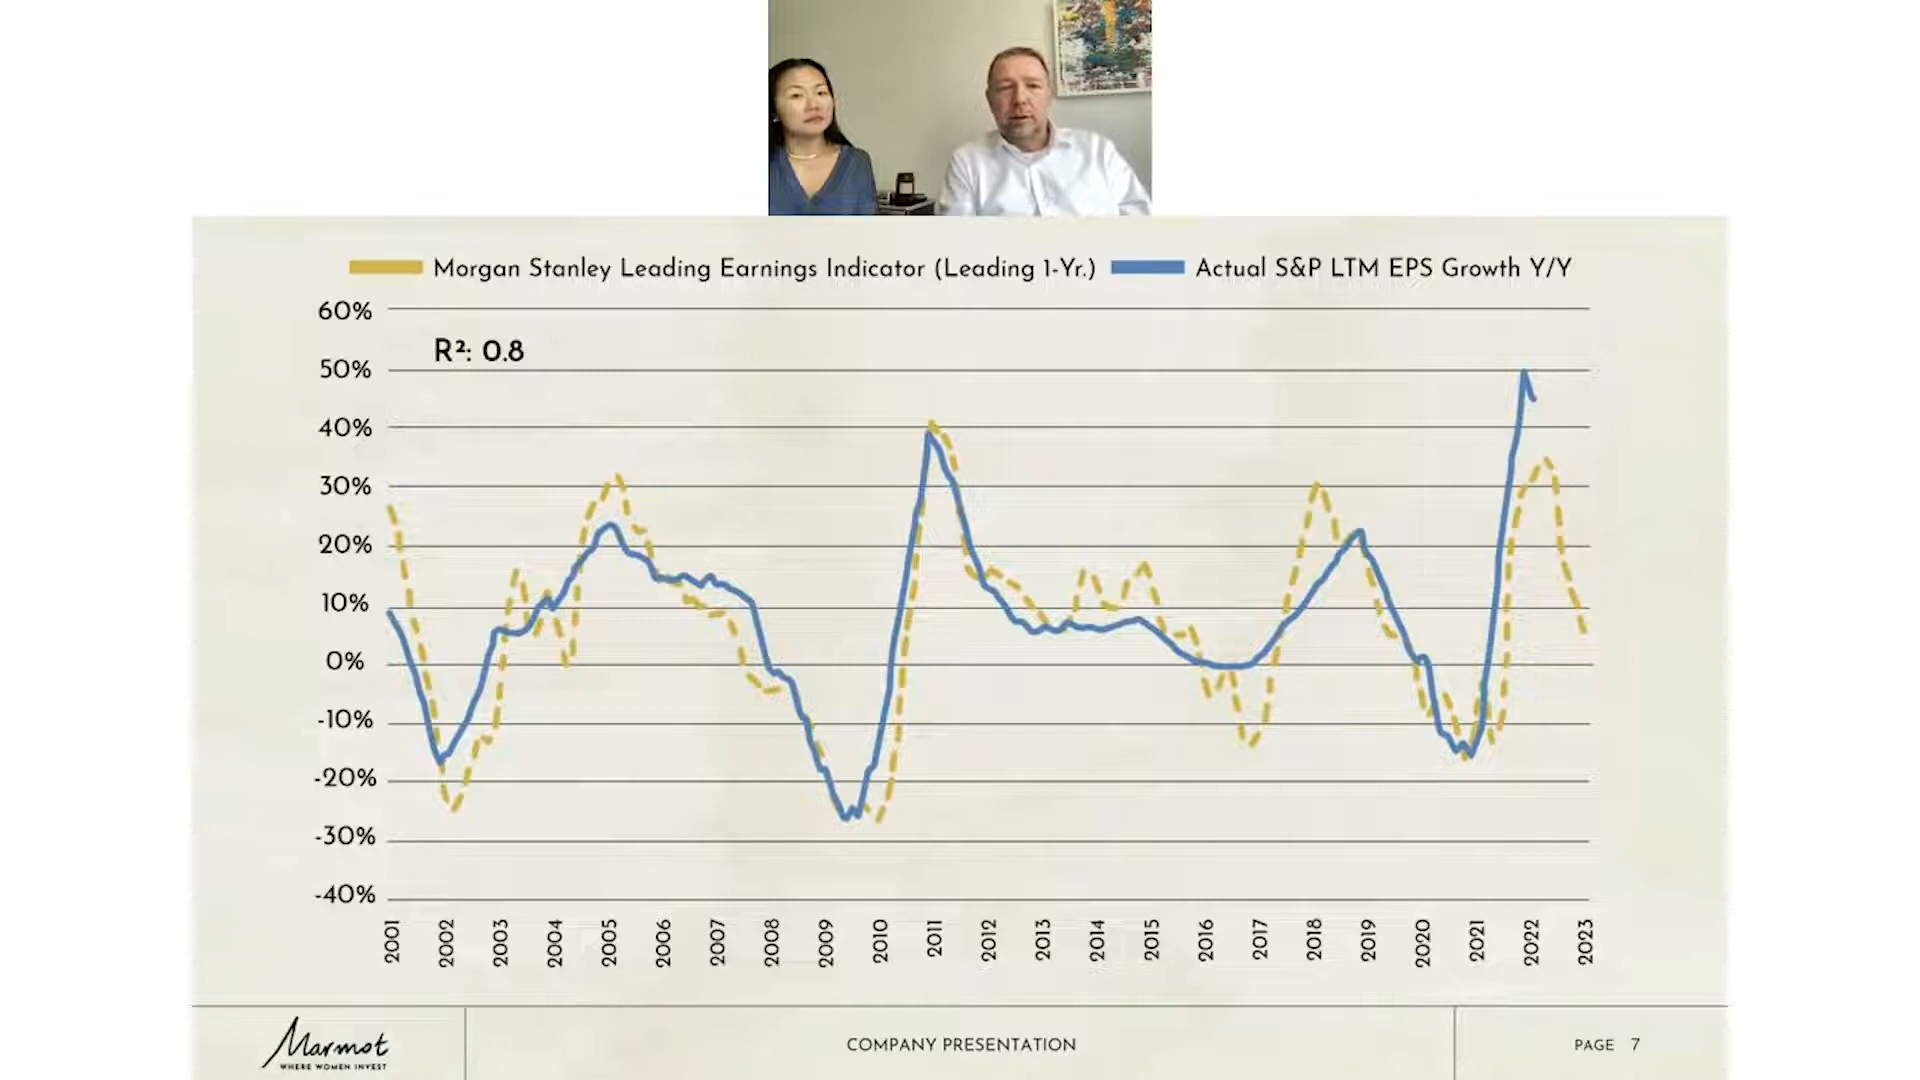 Morgan Stanley Leading Earnings Indicator (Leading 1-Yr.) Actual S&P LTM EPS Growth Y/Y
60%
R²: 0.8
50%
40%
30%
20%
10%
0%
-10%
-20%
-30%
-40%
2001 2002 2003 2004 2005 2006 2007 2008 2009 2010 2011 2012 2013 2014 2015 2016 2017 2018 2019 2020 2021 2022 2023
Marmot
WHERE WOMEN INVEST
COMPANY PRESENTATION
PAGE 7